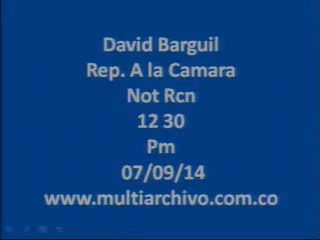 David Barguil
Rep. A la Camara
Not Rcn
12 30
Pm
07/09/14
www.multiarchivo.com.co